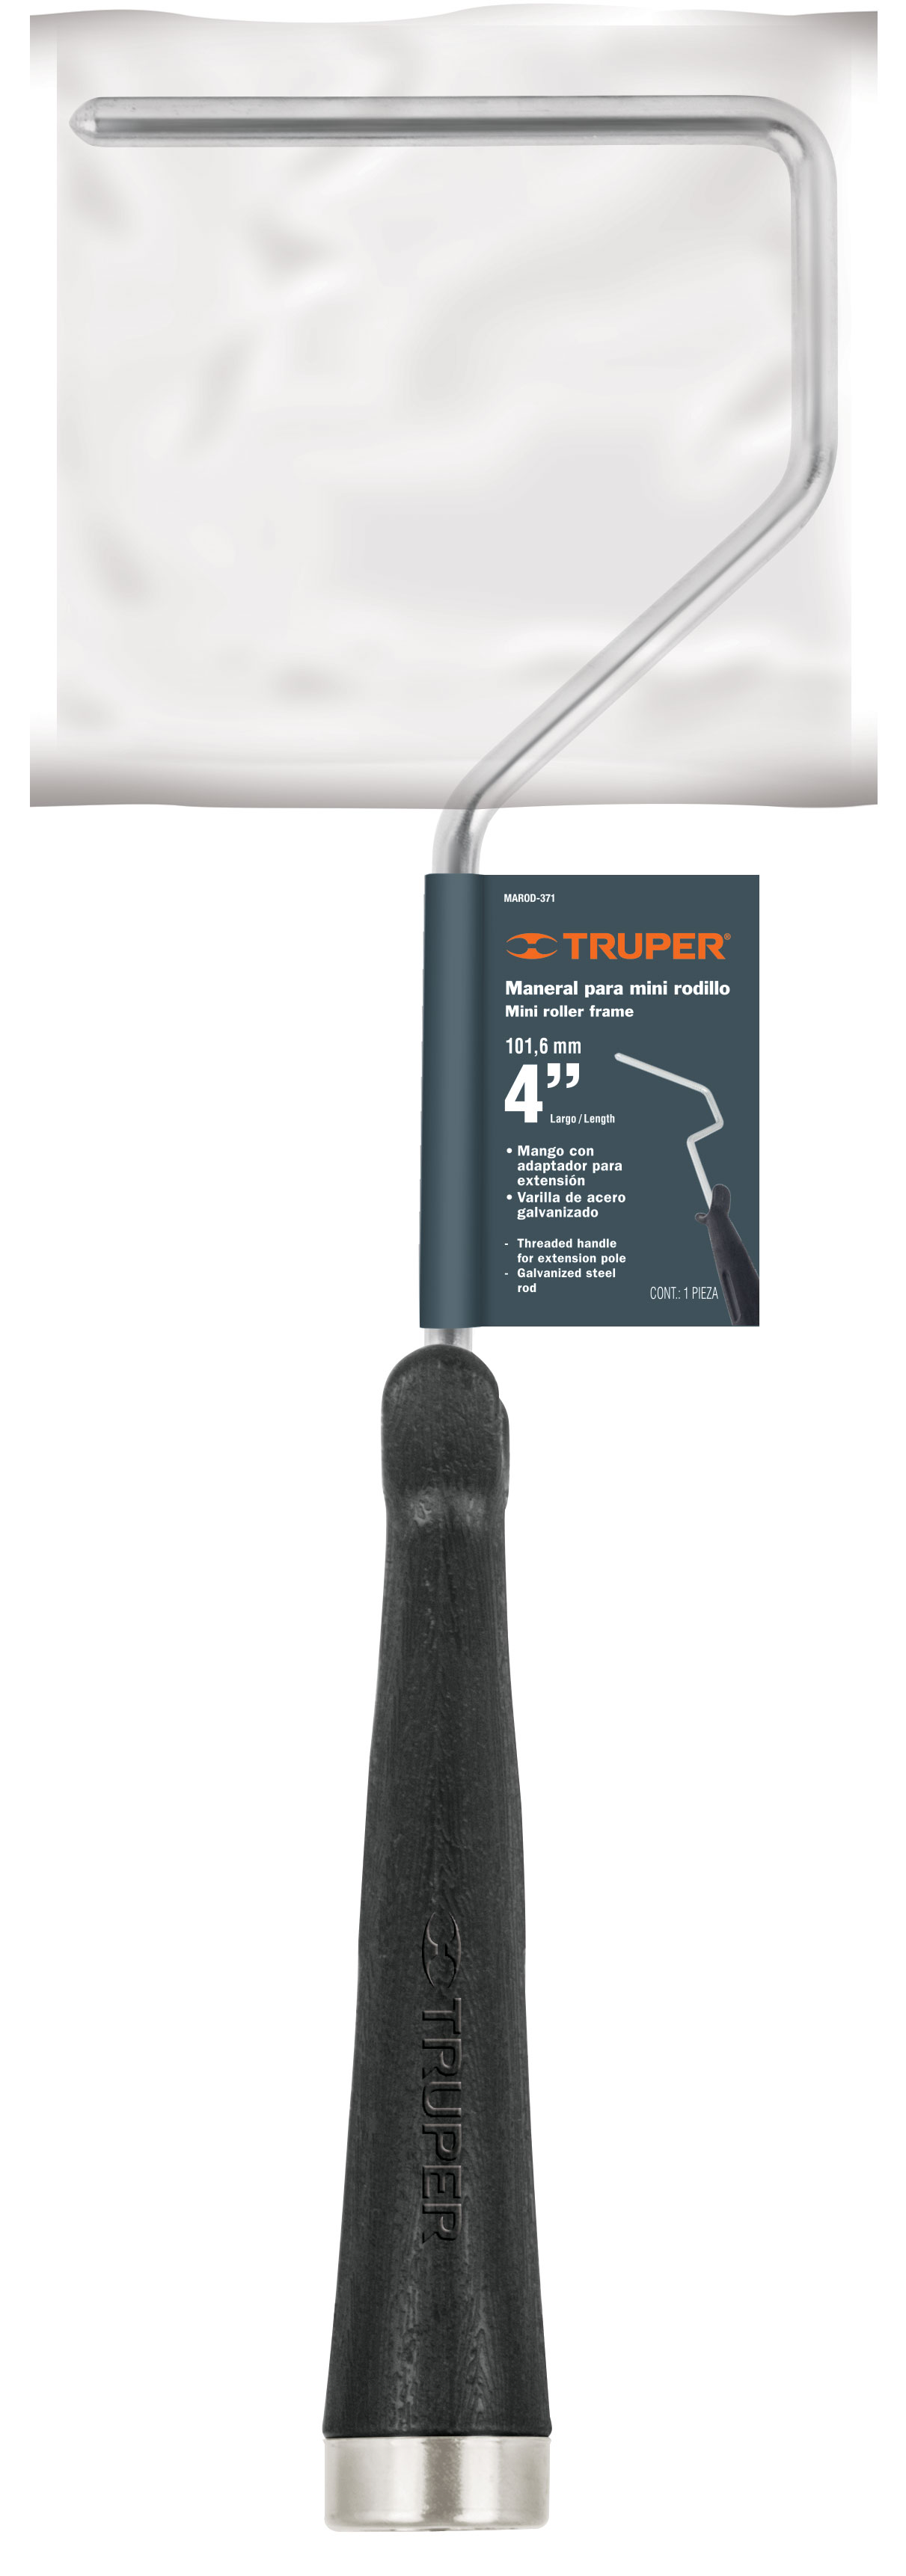 MAROD-371
TRUPER®
Maneral para mini rodillo
Mini roller frame
101,6 mm
4”
Largo / Length
• Mango con
adaptador para
extensión
• Varilla de acero
galvanizado
- Threaded handle
for extension pole
- Galvanized steel
rod
CONT.: 1 PIEZA
TRUPER